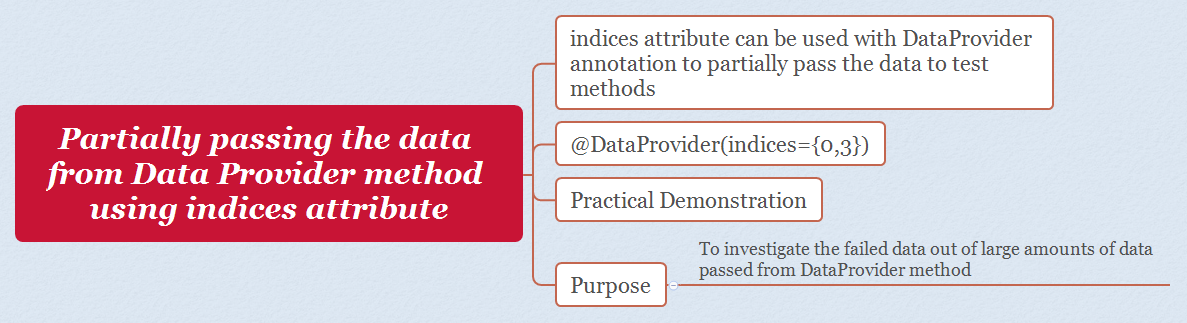 Partially passing the data
from Data Provider method
using indices attribute
indices attribute can be used with DataProvider
annotation to partially pass the data to test
methods
@DataProvider(indices={0,3})
Practical Demonstration
Purpose
To investigate the failed data out of large amounts of data
passed from DataProvider method